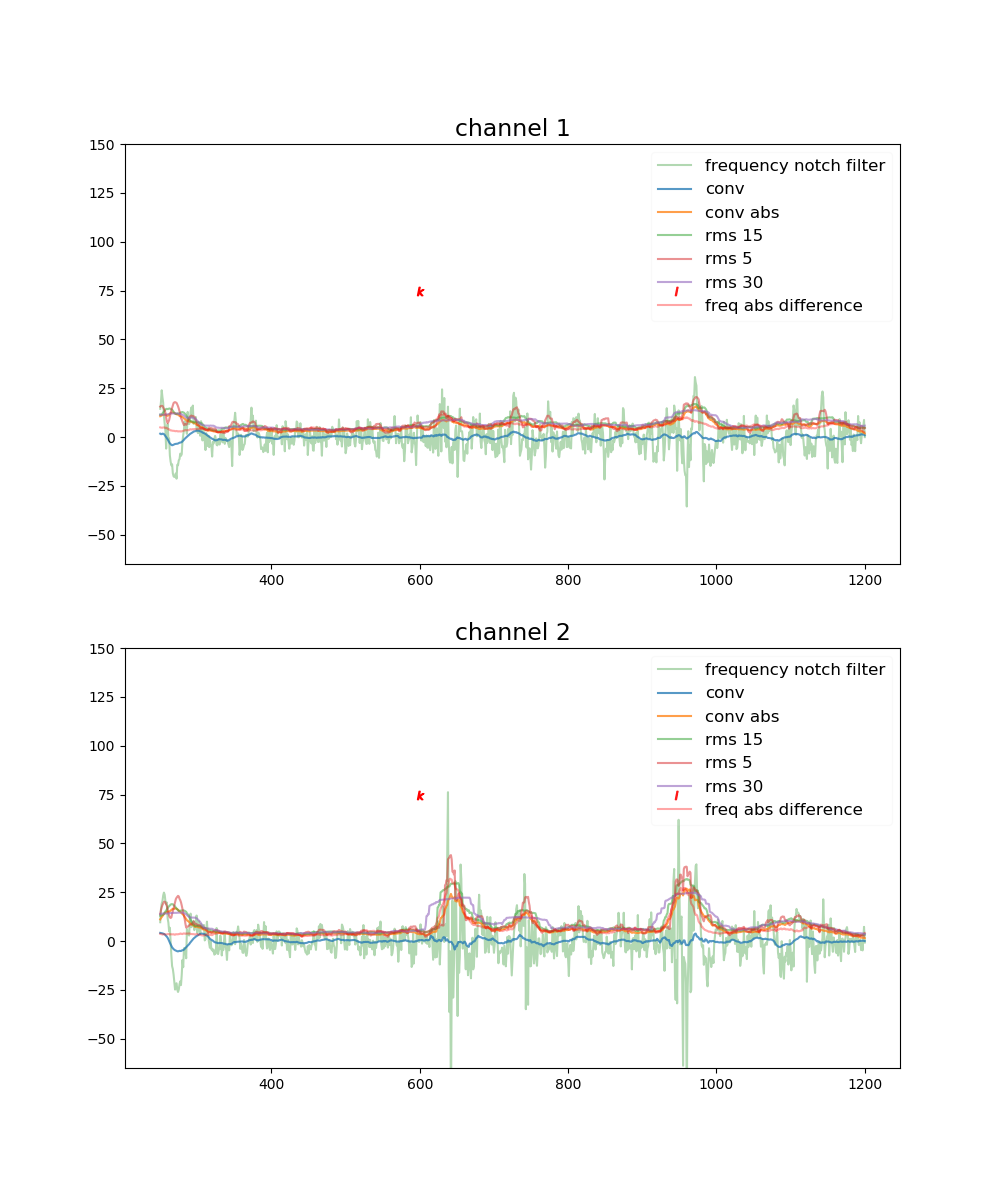 channel 1
150
125
100
75
50
25
0
−25
−50
400
600
800
1000
1200
frequency notch filter
conv
conv abs
rms 15
rms 5
rms 30
freq abs difference
k
l
channel 2
150
125
100
75
50
25
0
−25
−50
400
600
800
1000
1200
frequency notch filter
conv
conv abs
rms 15
rms 5
rms 30
freq abs difference
k
l